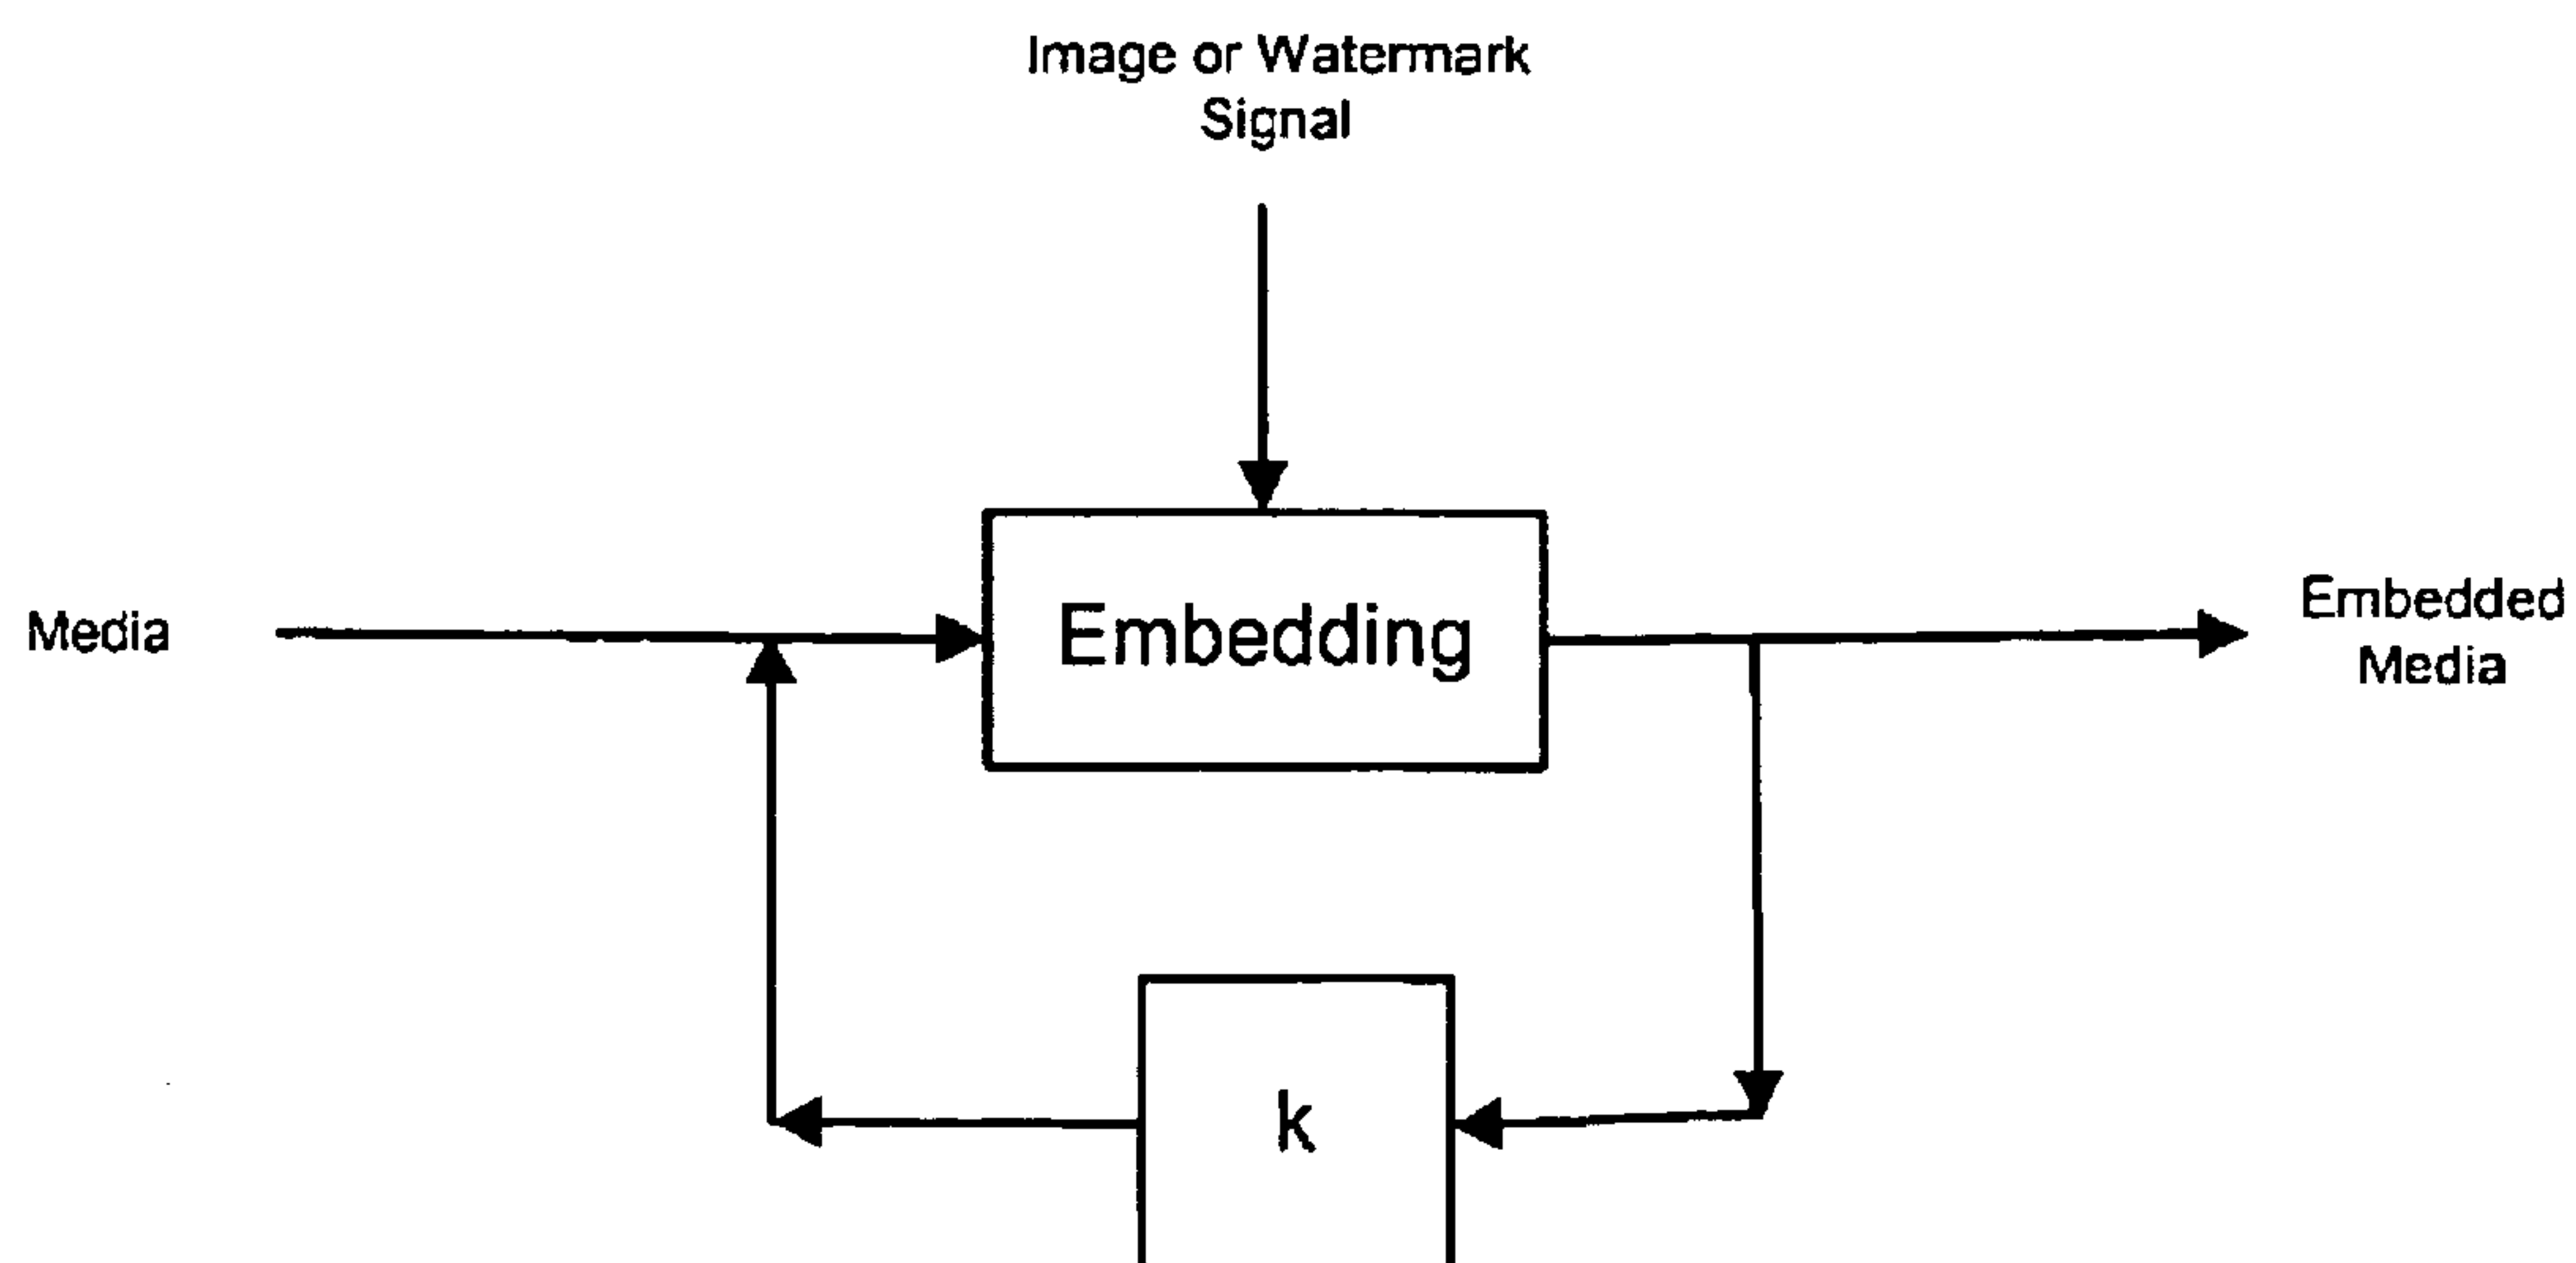 Image or Watermark
Signal
Media
Embedding
Embedded
Media
k